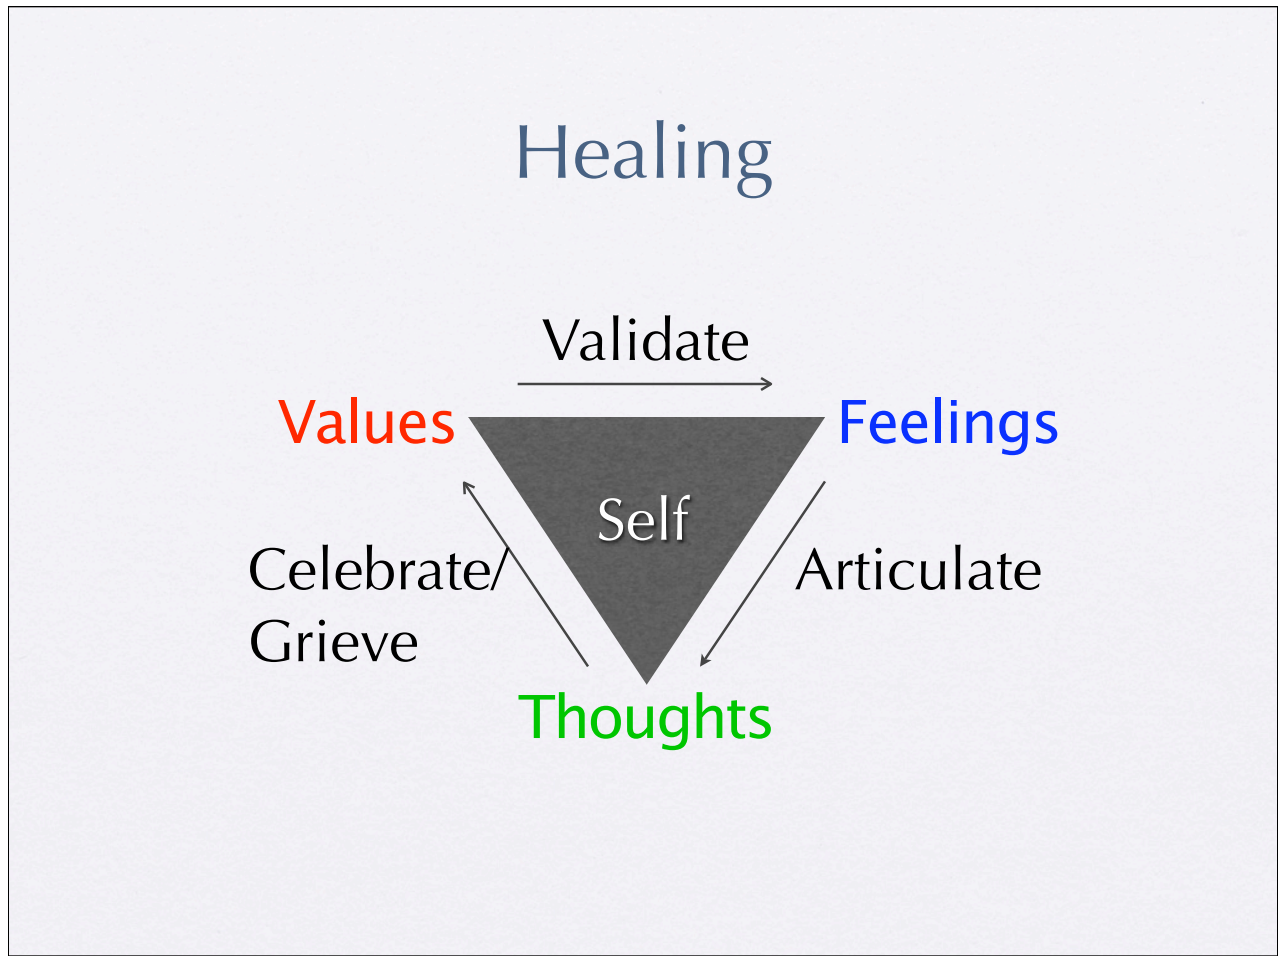 Healing
Validate
Values
Feelings
Self
Celebrate/
Grieve
Articulate
Thoughts